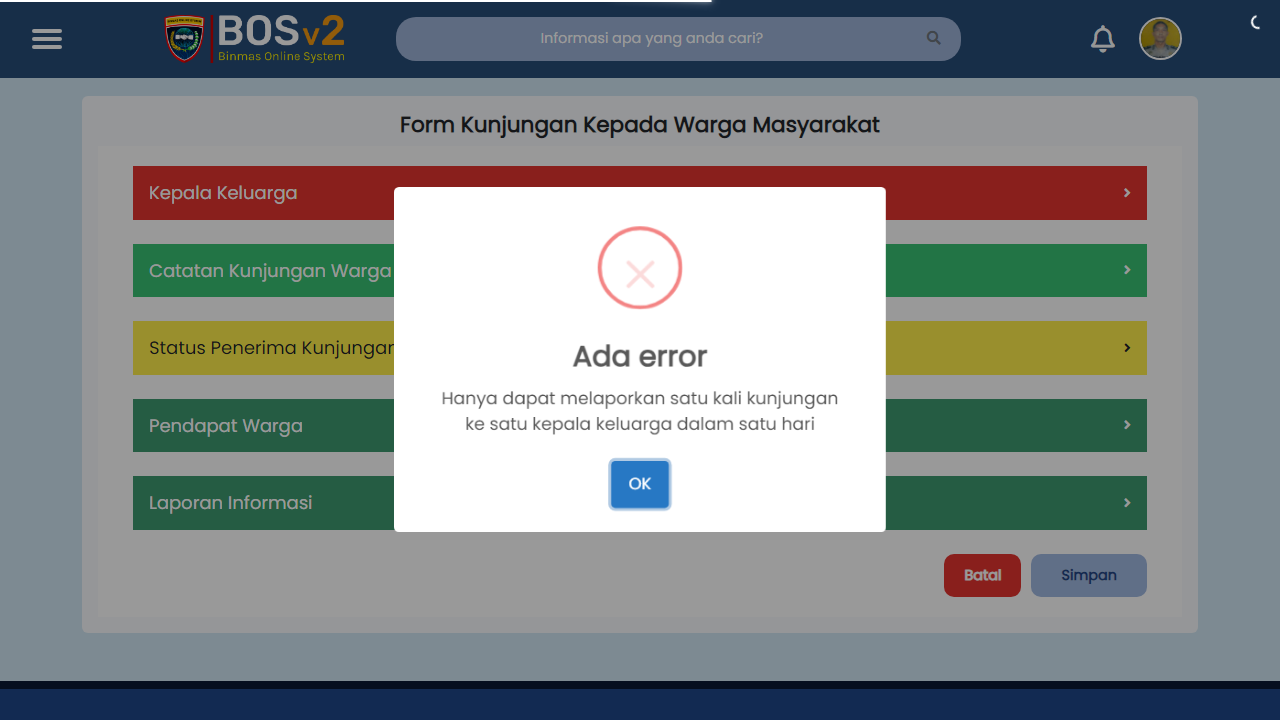 BOSv2
Binmas Online System
Informasi apa yang anda cari?
Form Kunjungan Kepada Warga Masyarakat
Kepala Keluarga
Catatan Kunjungan Warga
Status Penerima Kunjungan
Pendapat Warga
Laporan Informasi
Ada error
Hanya dapat melaporkan satu kali kunjungan
ke satu kepala keluarga dalam satu hari
OK
Batal
Simpan